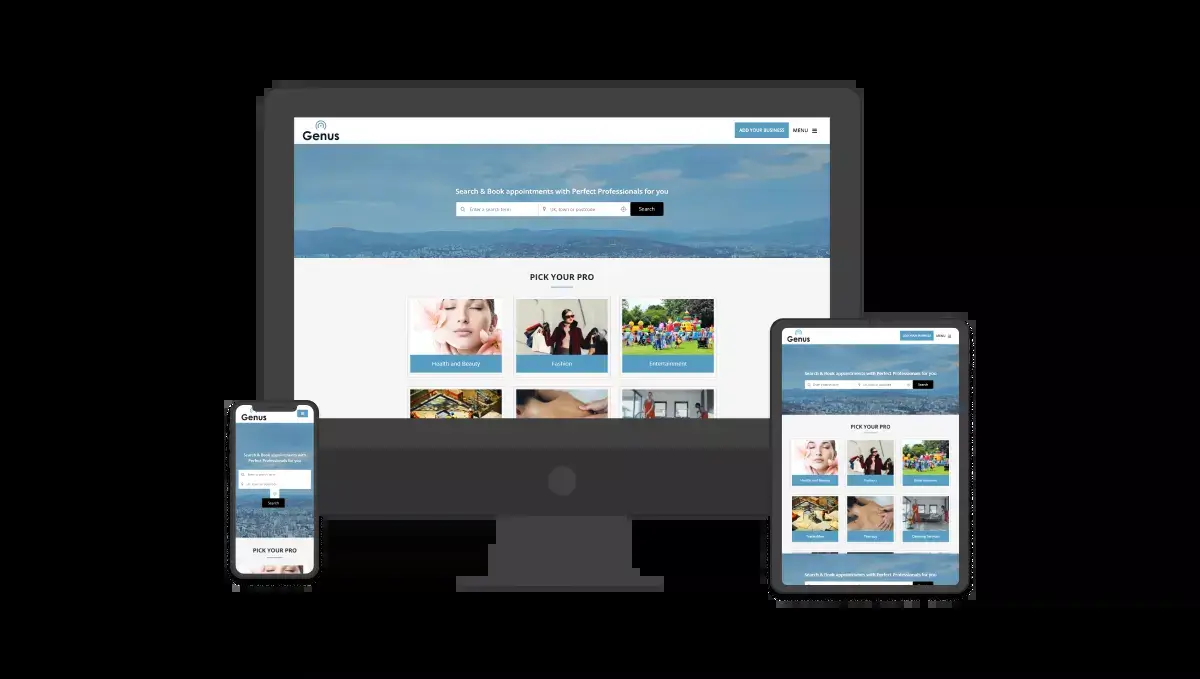 Genus
ADD YOUR BUSINESS
MENU
Search & Book appointments with Perfect Professionals for you
Enter a search term
UK, town or postcode
Search
PICK YOUR PRO
Health and Beauty
Fashion
Entertainment
Genus
Search & Book appointments with
Perfect Professionals for you
Search
PICK YOUR PRO
Genus
ADD YOUR BUSINESS
MENU
Search & Book appointments with Perfect Professionals for you
Search
PICK YOUR PRO
Health and Beauty
Fashion
Entertainment
Therapy
Cleaning Services
Search & Book appointments with Perfect Professionals for you